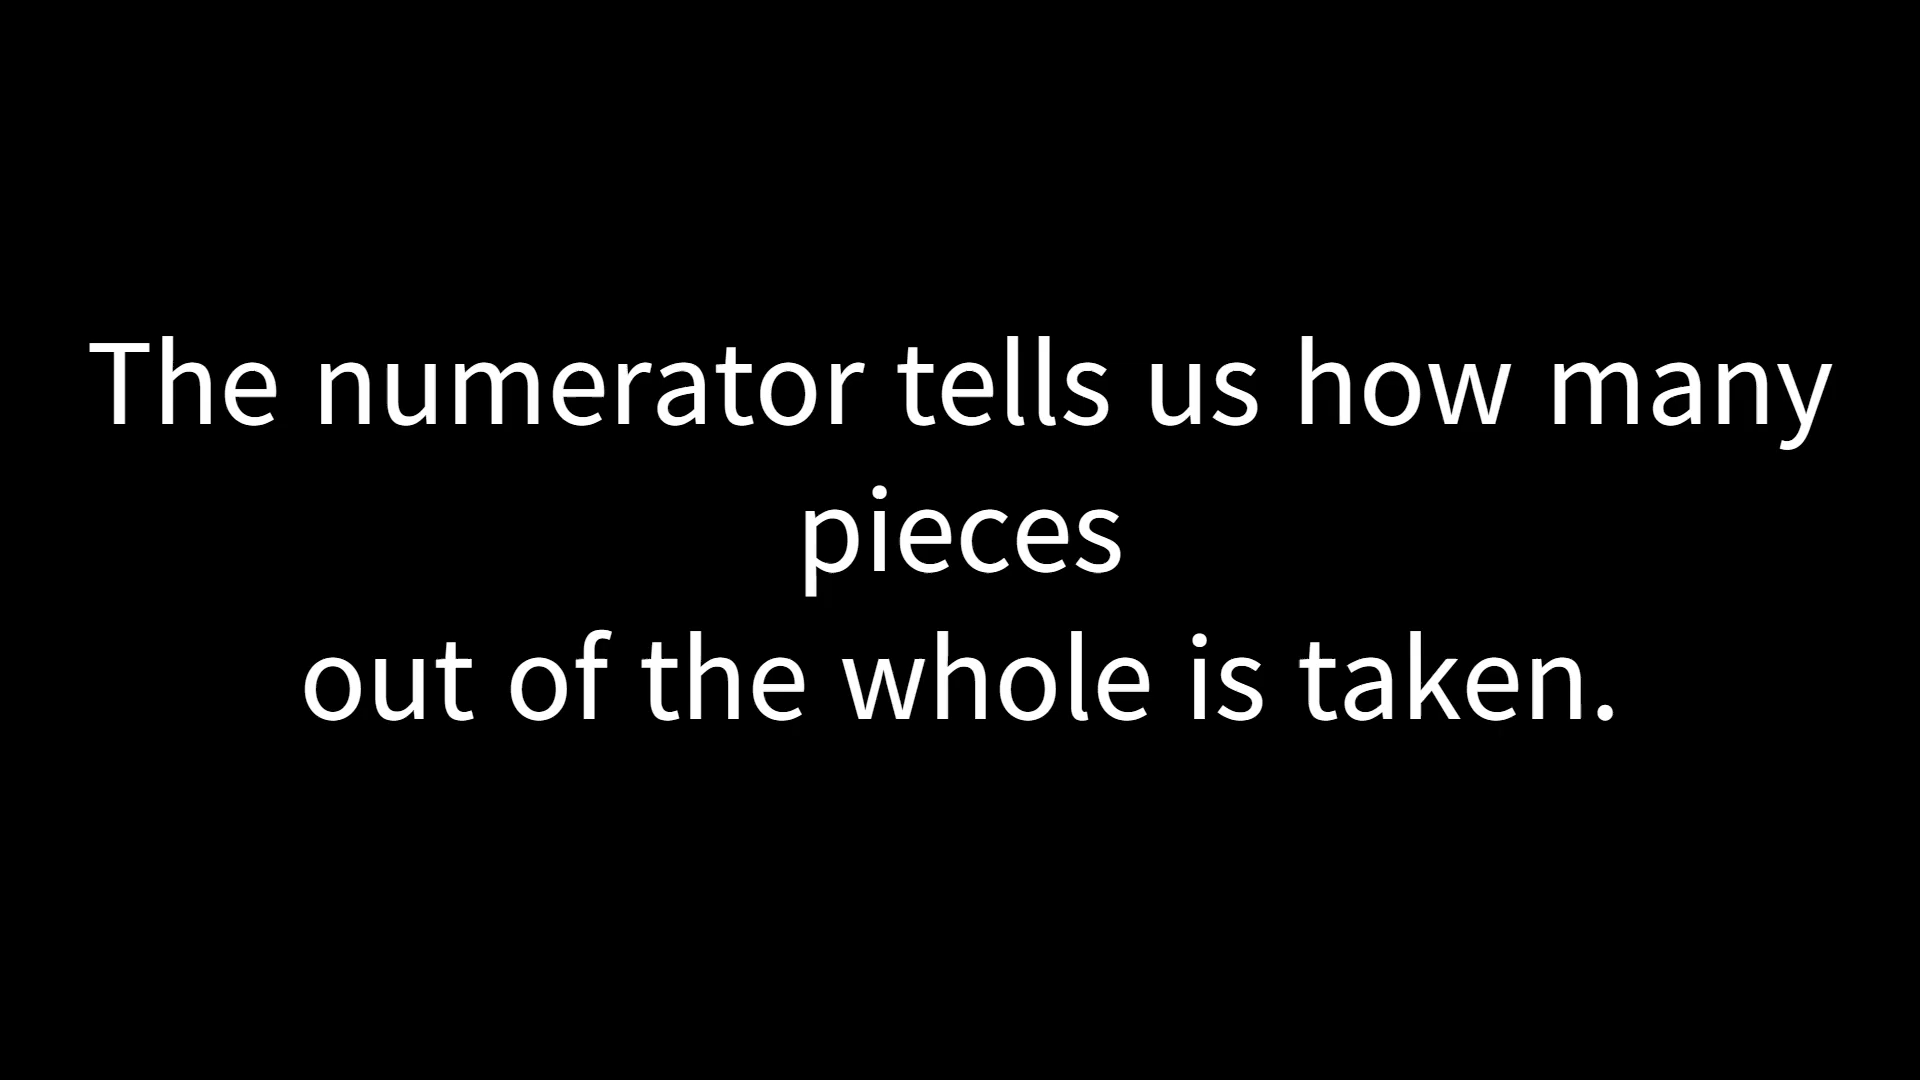 The numerator tells us how many
pieces
out of the whole is taken.